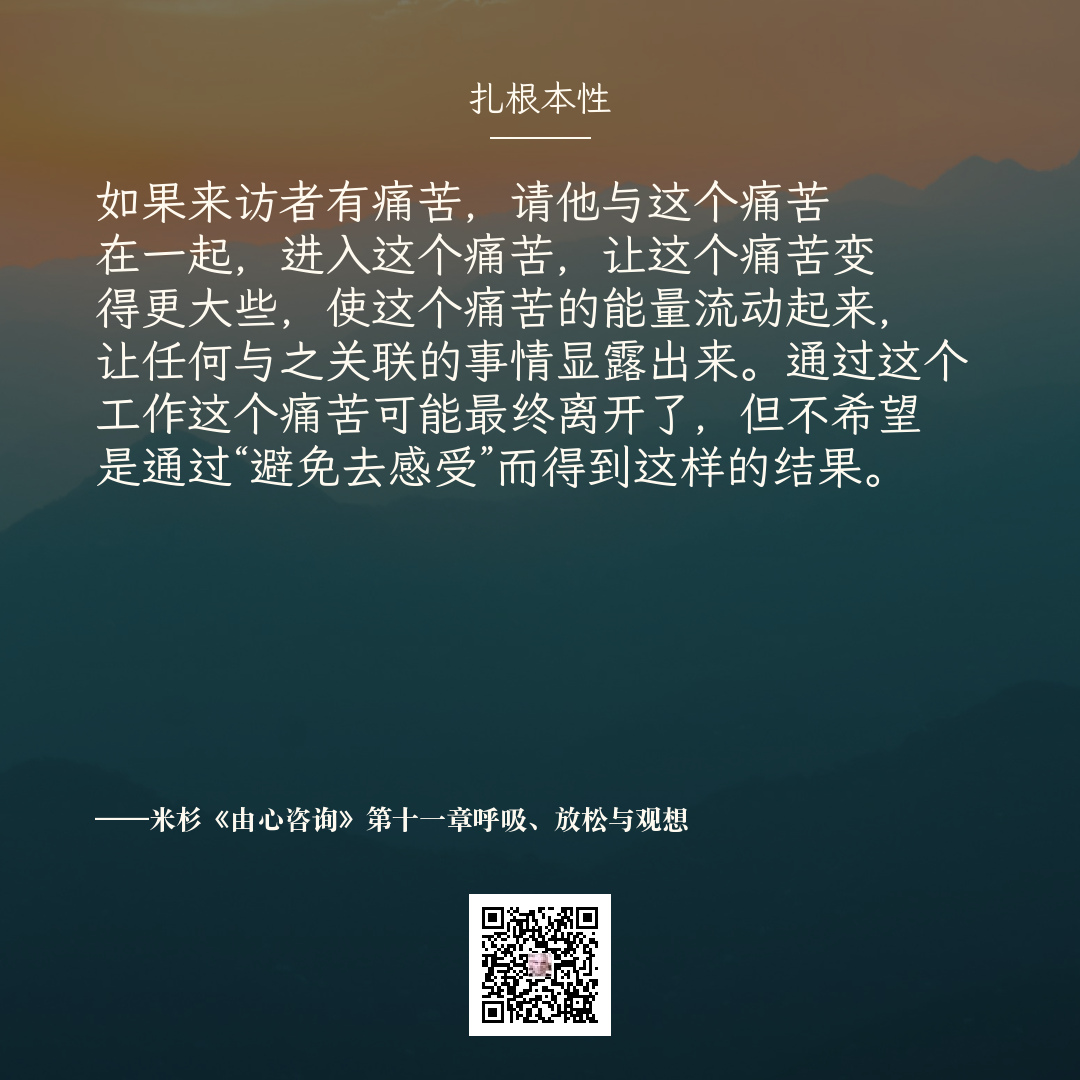 扎根本性
如果来访者有痛苦，请他与这个痛苦
在一起，进入这个痛苦，让这个痛苦变
得更大些，使这个痛苦的能量流动起来，
让任何与之关联的事情显露出来。通过这个
工作这个痛苦可能最终离开了，但不希望
是通过“避免去感受”而得到这样的结果。
——米杉《由心咨询》第十一章呼吸、放松与观想